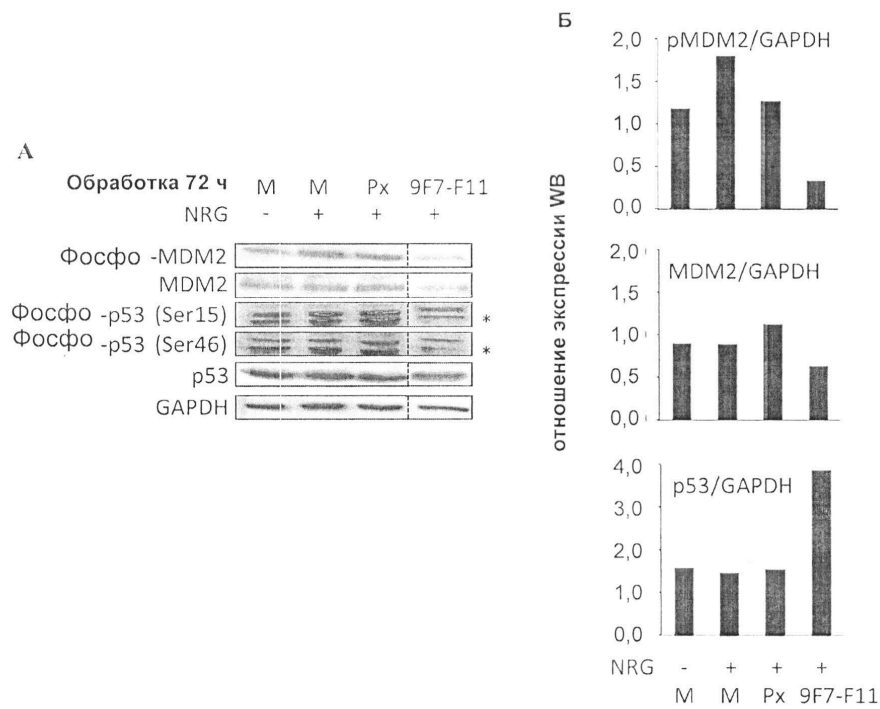 А
Обработка 72 ч M M Px 9F7-F11
NRG - + + +
Фосфо -MDM2
MDM2
Фосфо -p53 (Ser15) *
Фосфо -p53 (Ser46) *
p53
GAPDH
Б
отношение экспрессии WB
pMDM2/GAPDH
2,0
1,5
1,0
0,5
0,0
MDM2/GAPDH
2,0
1,5
1,0
0,5
0,0
p53/GAPDH
4,0
3,0
2,0
1,0
0,0
NRG - + + +
M M Px 9F7-F11